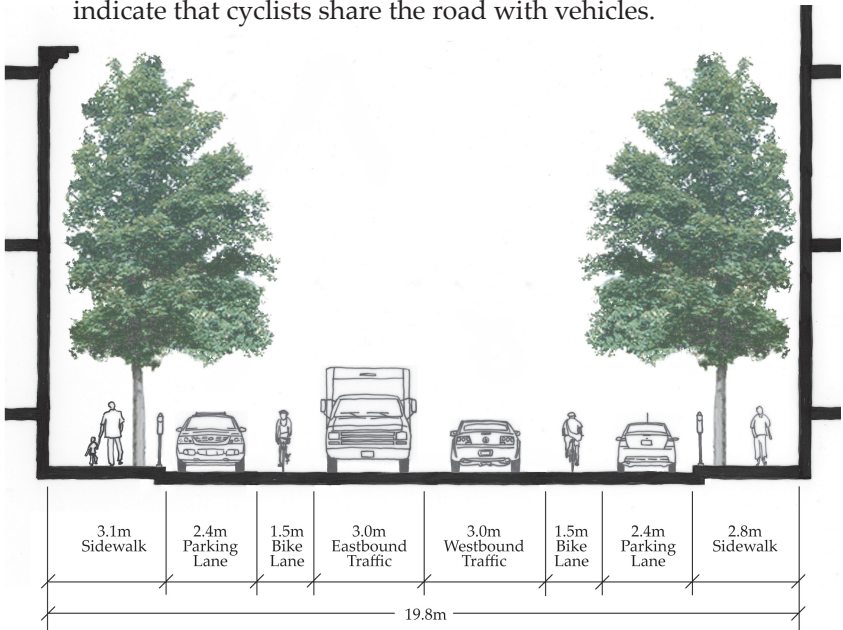 indicate that cyclists share the road with vehicles.
3.1m
Sidewalk
2.4m
Parking
Lane
1.5m
Bike
Lane
3.0m
Eastbound
Traffic
3.0m
Westbound
Traffic
1.5m
Bike
Lane
2.4m
Parking
Lane
2.8m
Sidewalk
19.8m